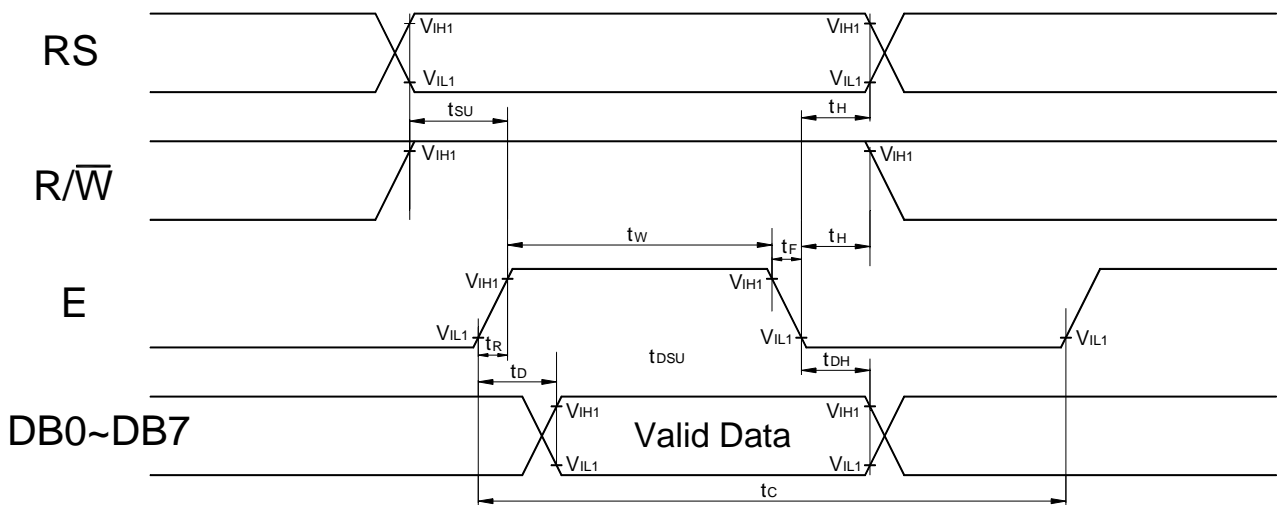 VIH1 VIH1
RS
VIL1 VIL1
tSU tH
VIH1 VIH1
R/W̅
tW tF tH
VIH1 VIH1
E
VIL1 VIL1 VIL1
tR
tDSU
tD tDH
VIH1 VIH1
DB0~DB7 Valid Data
VIL1 VIL1
tC